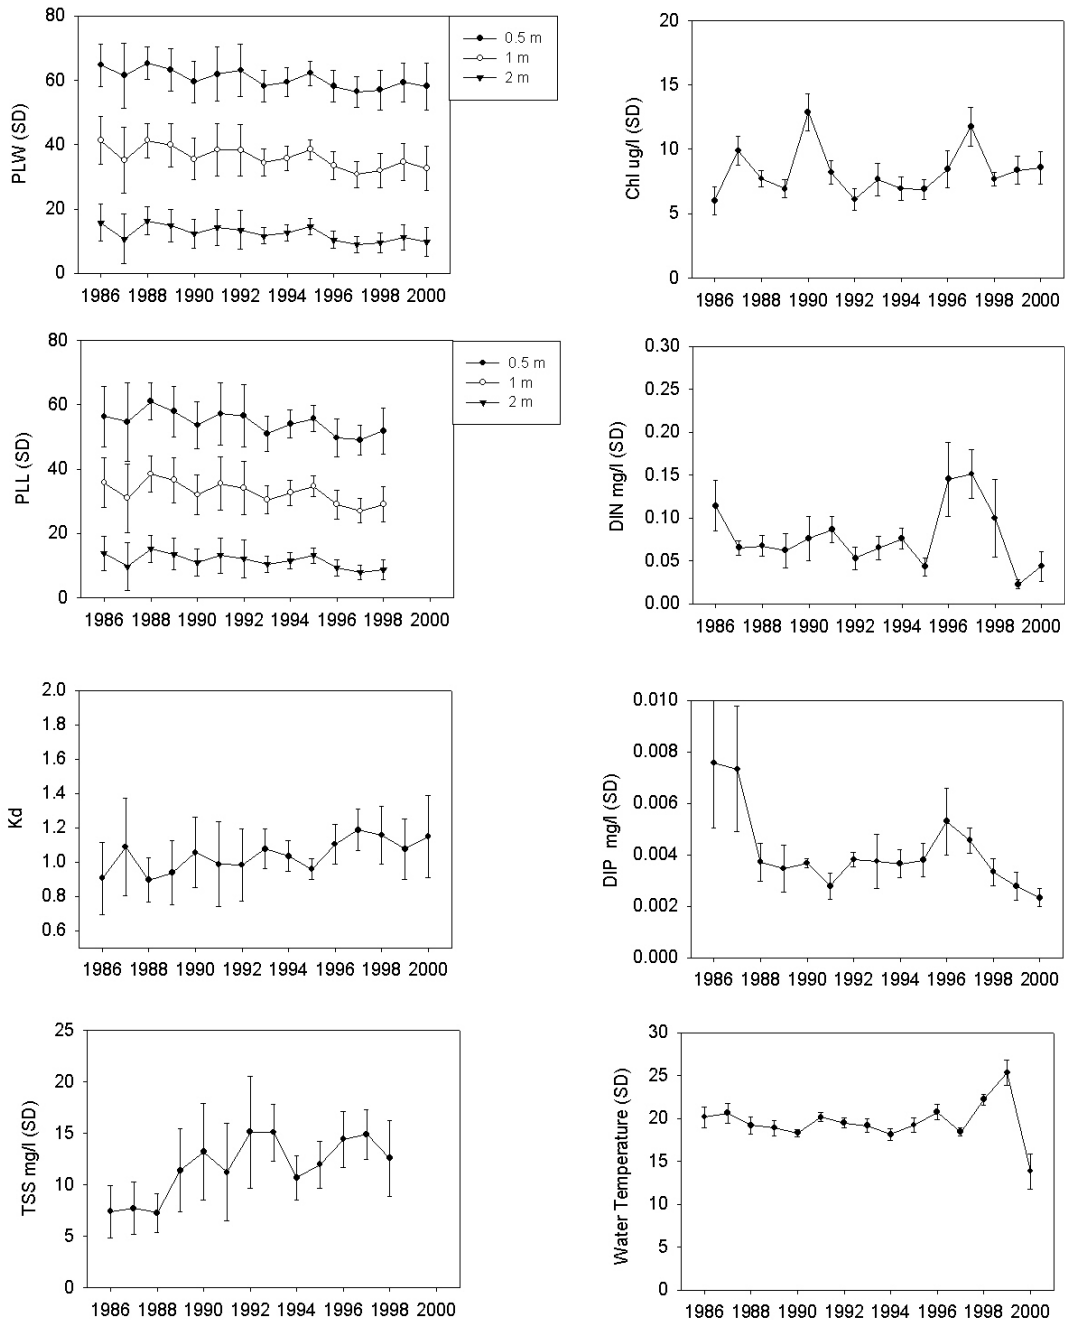 PLW (SD)
80
60
40
20
0
1986 1988 1990 1992 1994 1996 1998 2000
0.5 m
1 m
2 m
Chl ug/l (SD)
20
15
10
5
0
1986 1988 1990 1992 1994 1996 1998 2000
PLL (SD)
80
60
40
20
0
1986 1988 1990 1992 1994 1996 1998 2000
0.5 m
1 m
2 m
DIN mg/l (SD)
0.30
0.25
0.20
0.15
0.10
0.05
0.00
1986 1988 1990 1992 1994 1996 1998 2000
Kd
2.0
1.8
1.6
1.4
1.2
1.0
0.8
0.6
1986 1988 1990 1992 1994 1996 1998 2000
DIP mg/l (SD)
0.010
0.008
0.006
0.004
0.002
0.000
1986 1988 1990 1992 1994 1996 1998 2000
TSS mg/l (SD)
25
20
15
10
5
0
1986 1988 1990 1992 1994 1996 1998 2000
Water Temperature (SD)
30
25
20
15
10
5
0
1986 1988 1990 1992 1994 1996 1998 2000